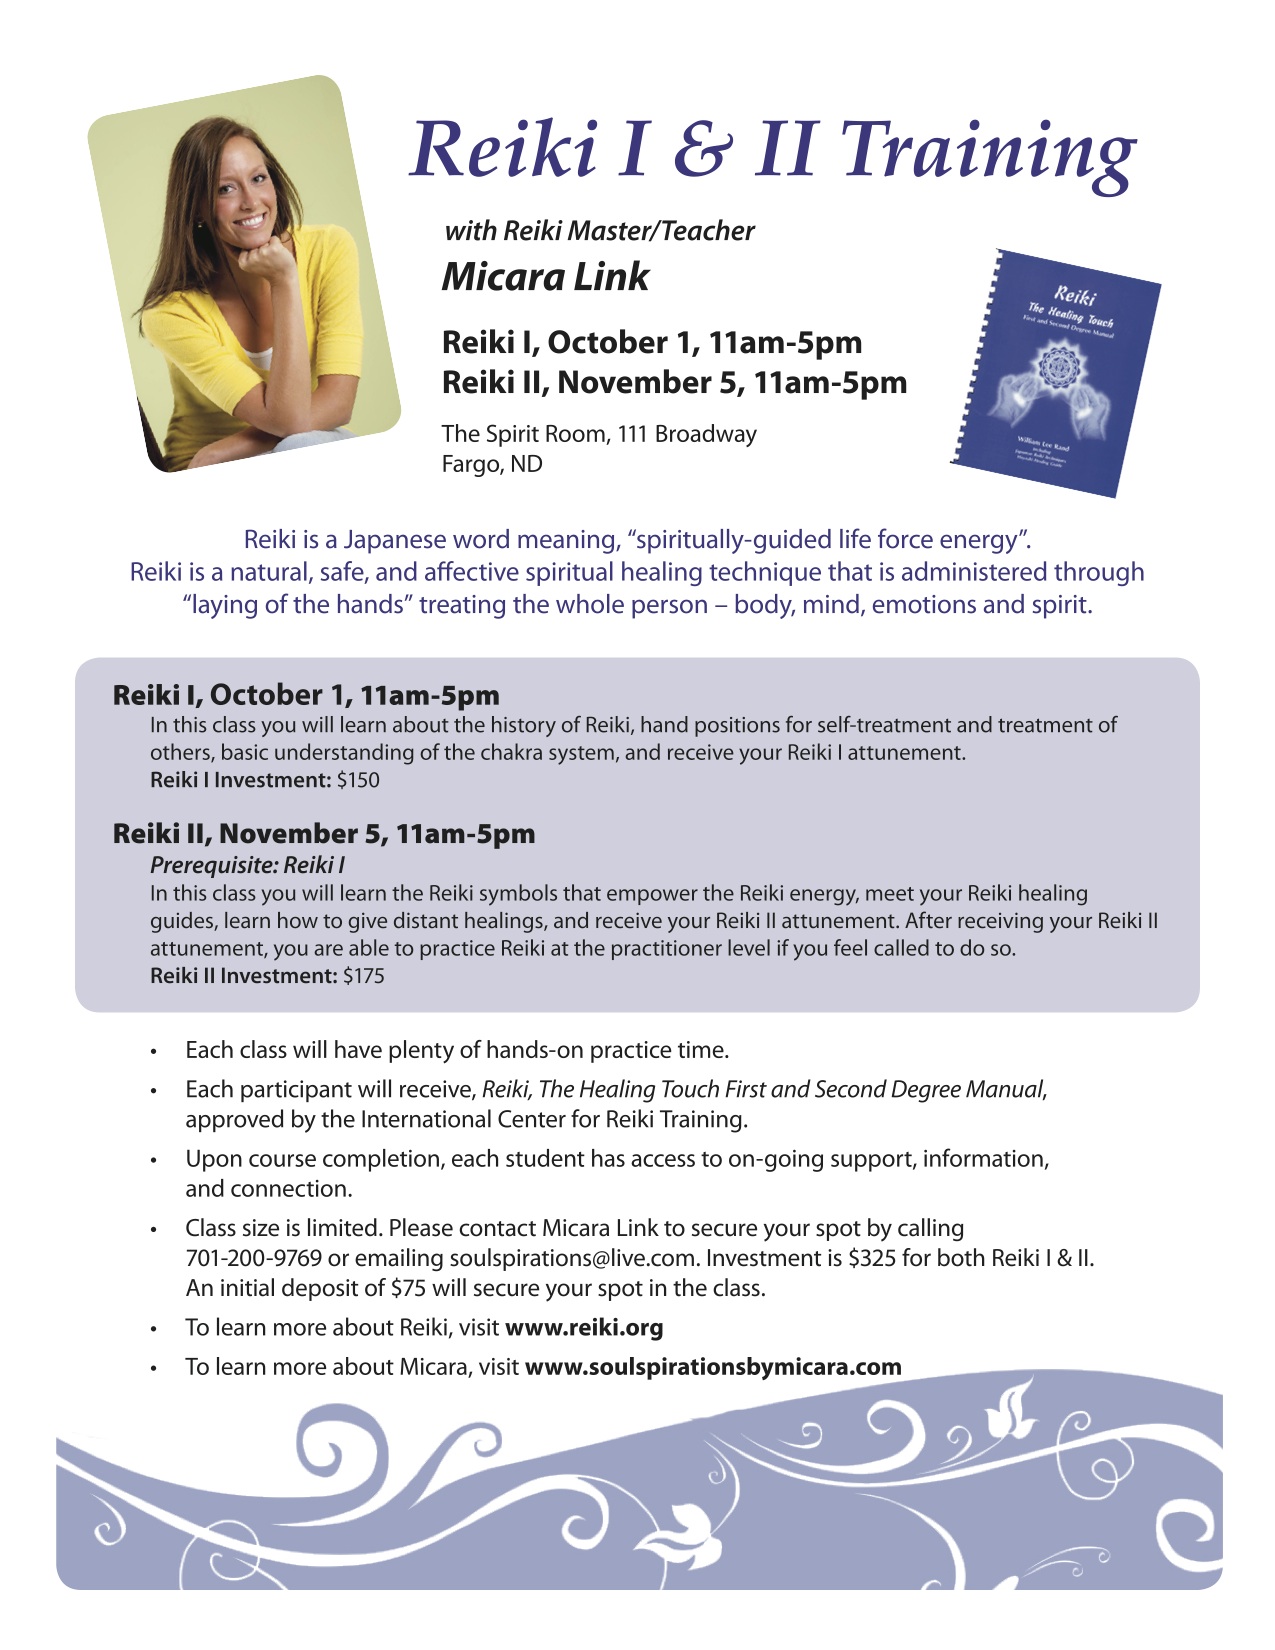 Reiki I & II Training
with Reiki Master/Teacher
Micara Link
Reiki I, October 1, 11am-5pm
Reiki II, November 5, 11am-5pm
The Spirit Room, 111 Broadway
Fargo, ND
Reiki
The Healing Touch
First and Second Degree Manual
William Lee Rand
including
Japanese Reiki Techniques
Hayashi Healing Guide
Reiki is a Japanese word meaning, “spiritually-guided life force energy”.
Reiki is a natural, safe, and affective spiritual healing technique that is administered through
“laying of the hands” treating the whole person – body, mind, emotions and spirit.
Reiki I, October 1, 11am-5pm
In this class you will learn about the history of Reiki, hand positions for self-treatment and treatment of
others, basic understanding of the chakra system, and receive your Reiki I attunement.
Reiki I Investment: $150
Reiki II, November 5, 11am-5pm
Prerequisite: Reiki I
In this class you will learn the Reiki symbols that empower the Reiki energy, meet your Reiki healing
guides, learn how to give distant healings, and receive your Reiki II attunement. After receiving your Reiki II
attunement, you are able to practice Reiki at the practitioner level if you feel called to do so.
Reiki II Investment: $175
• Each class will have plenty of hands-on practice time.
• Each participant will receive, Reiki, The Healing Touch First and Second Degree Manual,
approved by the International Center for Reiki Training.
• Upon course completion, each student has access to on-going support, information,
and connection.
• Class size is limited. Please contact Micara Link to secure your spot by calling
701-200-9769 or emailing soulspirations@live.com. Investment is $325 for both Reiki I & II.
An initial deposit of $75 will secure your spot in the class.
• To learn more about Reiki, visit www.reiki.org
• To learn more about Micara, visit www.soulspirationsbymicara.com